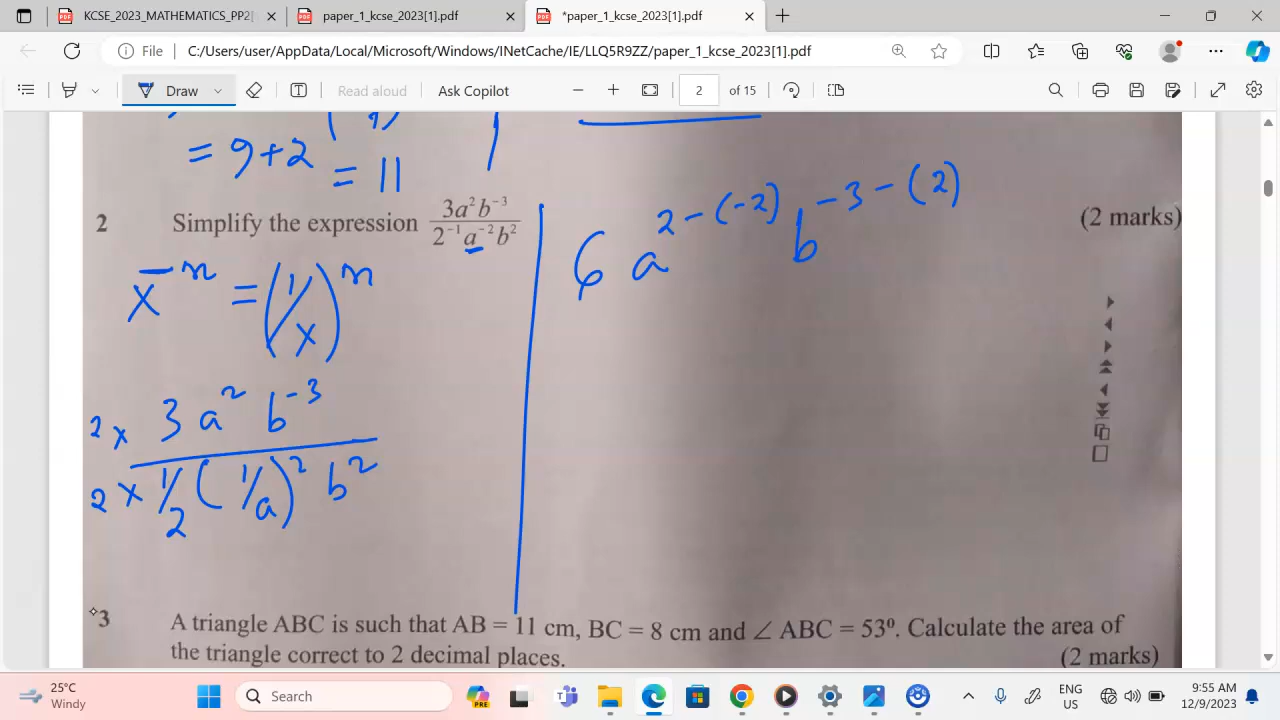 KCSE_2023_MATHEMATICS_PP2[
paper_1_kcse_2023[1].pdf
*paper_1_kcse_2023[1].pdf
File C:/Users/user/AppData/Local/Microsoft/Windows/INetCache/IE/LLQ5R9ZZ/paper_1_kcse_2023[1].pdf
Draw Read aloud Ask Copilot 2 of 15
= 9+2
= 11
2 Simplify the expression 3a²b⁻³ / 2⁻¹a⁻²b² (2 marks)
6 a^2-(-2) b^-3-(2)
x^-n = (1/x)^n
2 x 3 a² b⁻³
2 x 1/2 (1/a)² b²
*3 A triangle ABC is such that AB = 11 cm, BC = 8 cm and ∠ ABC = 53⁰. Calculate the area of
the triangle correct to 2 decimal places. (2 marks)
25°C
Windy
Search
PRE
ENG
US
9:55 AM
12/9/2023